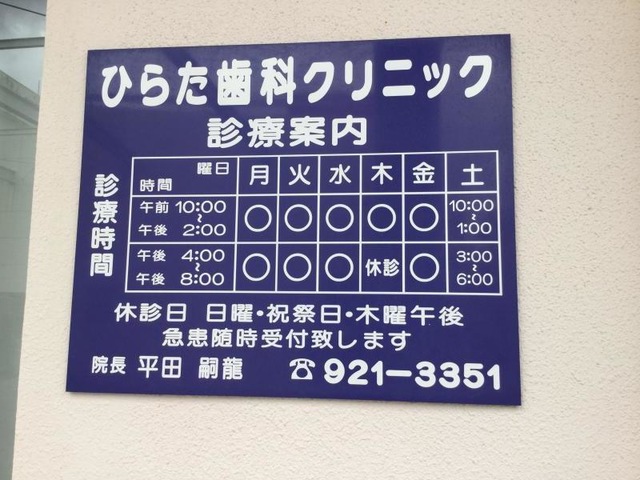 ひらた歯科クリニック
診療案内
診療時間
曜日 時間 月 火 水 木 金 土
午前 10:00 〜 午後 2:00 ○ ○ ○ ○ ○ 10:00 〜 1:00
午後 4:00 〜 午後 8:00 ○ ○ ○ 休診 ○ 3:00 〜 6:00
休診日 日曜・祝祭日・木曜午後
急患随時受付致します
院長 平田 嗣龍 ☎921-3351